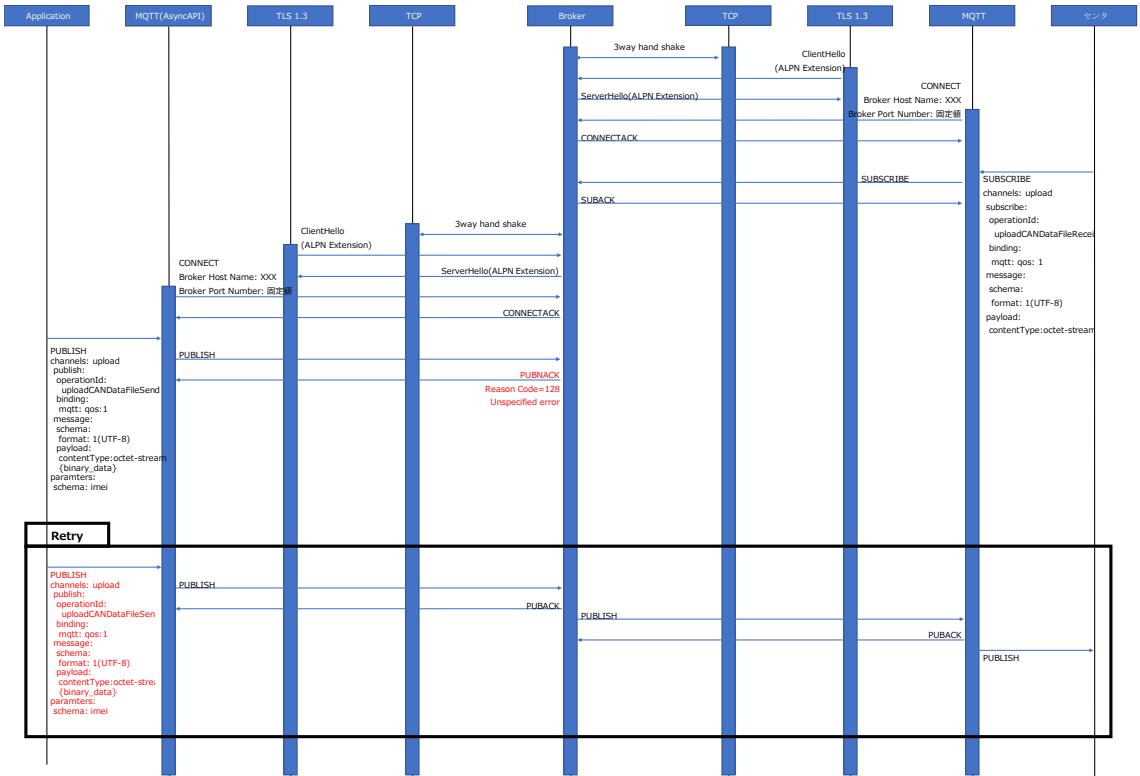 Application
MQTT(AsyncAPI)
TLS 1.3
TCP
Broker
TCP
TLS 1.3
MQTT
センタ
3way hand shake
ClientHello
(ALPN Extension)
ServerHello(ALPN Extension)
CONNECT
Broker Host Name: XXX
Broker Port Number: 固定値
CONNECTACK
SUBSCRIBE
SUBSCRIBE
channels: upload
subscribe:
operationId:
uploadCANDataFileRecei
binding:
mqtt: qos: 1
message:
schema:
format: 1(UTF-8)
payload:
contentType:octet-stream
SUBACK
3way hand shake
ClientHello
(ALPN Extension)
ServerHello(ALPN Extension)
CONNECT
Broker Host Name: XXX
Broker Port Number: 固定値
CONNECTACK
PUBLISH
channels: upload
publish:
operationId:
uploadCANDataFileSend
binding:
mqtt: qos:1
message:
schema:
format: 1(UTF-8)
payload:
contentType:octet-stream
{binary_data}
paramters:
schema: imei
PUBLISH
PUBNACK
Reason Code=128
Unspecified error
Retry
PUBLISH
channels: upload
publish:
operationId:
uploadCANDataFileSen
binding:
mqtt: qos:1
message:
schema:
format: 1(UTF-8)
payload:
contentType:octet-strea
{binary_data}
paramters:
schema: imei
PUBLISH
PUBACK
PUBLISH
PUBACK
PUBLISH